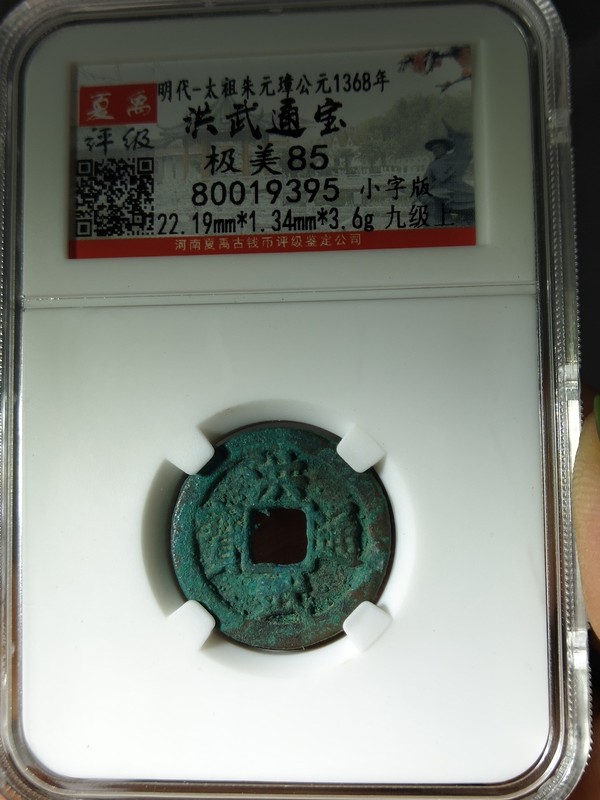 明代-太祖朱元璋公元1368年
夏禹
评级
洪武通宝
极美85
80019395 小字版
22.19mm*1.34mm*3.6g 九级上
河南夏禹古钱币评级鉴定公司
洪武通寳